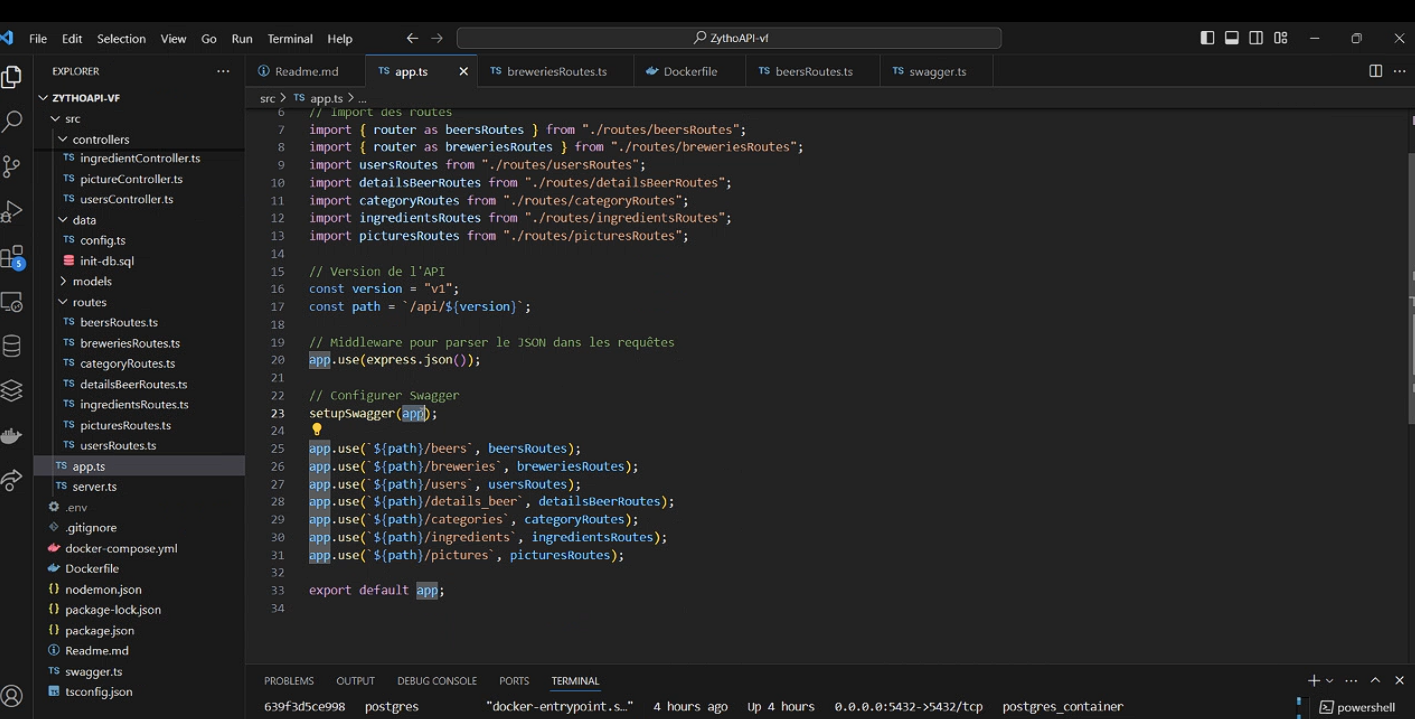 File Edit Selection View Go Run Terminal Help
ZythoAPI-vf
EXPLORER
ZYTHOAPI-VF
src
controllers
TS ingredientController.ts
TS pictureController.ts
TS usersController.ts
data
TS config.ts
init-db.sql
models
routes
TS beersRoutes.ts
TS breweriesRoutes.ts
TS categoryRoutes.ts
TS detailsBeerRoutes.ts
TS ingredientsRoutes.ts
TS picturesRoutes.ts
TS usersRoutes.ts
TS app.ts
TS server.ts
.env
.gitignore
docker-compose.yml
Dockerfile
{} nodemon.json
{} package-lock.json
{} package.json
Readme.md
TS swagger.ts
tsconfig.json
5
Readme.md
TS app.ts
TS breweriesRoutes.ts
Dockerfile
TS beersRoutes.ts
TS swagger.ts
src > TS app.ts > ...
6 // Import des routes
7 import { router as beersRoutes } from "./routes/beersRoutes";
8 import { router as breweriesRoutes } from "./routes/breweriesRoutes";
9 import usersRoutes from "./routes/usersRoutes";
10 import detailsBeerRoutes from "./routes/detailsBeerRoutes";
11 import categoryRoutes from "./routes/categoryRoutes";
12 import ingredientsRoutes from "./routes/ingredientsRoutes";
13 import picturesRoutes from "./routes/picturesRoutes";
14
15 // Version de l'API
16 const version = "v1";
17 const path = `/api/${version}`;
18
19 // Middleware pour parser le JSON dans les requêtes
20 app.use(express.json());
21
22 // Configurer Swagger
23 setupSwagger(app);
24
25 app.use(`${path}/beers`, beersRoutes);
26 app.use(`${path}/breweries`, breweriesRoutes);
27 app.use(`${path}/users`, usersRoutes);
28 app.use(`${path}/details_beer`, detailsBeerRoutes);
29 app.use(`${path}/categories`, categoryRoutes);
30 app.use(`${path}/ingredients`, ingredientsRoutes);
31 app.use(`${path}/pictures`, picturesRoutes);
32
33 export default app;
34
PROBLEMS OUTPUT DEBUG CONSOLE PORTS TERMINAL
639f3d5ce998 postgres "docker-entrypoint.s…" 4 hours ago Up 4 hours 0.0.0.0:5432->5432/tcp postgres_container
powershell